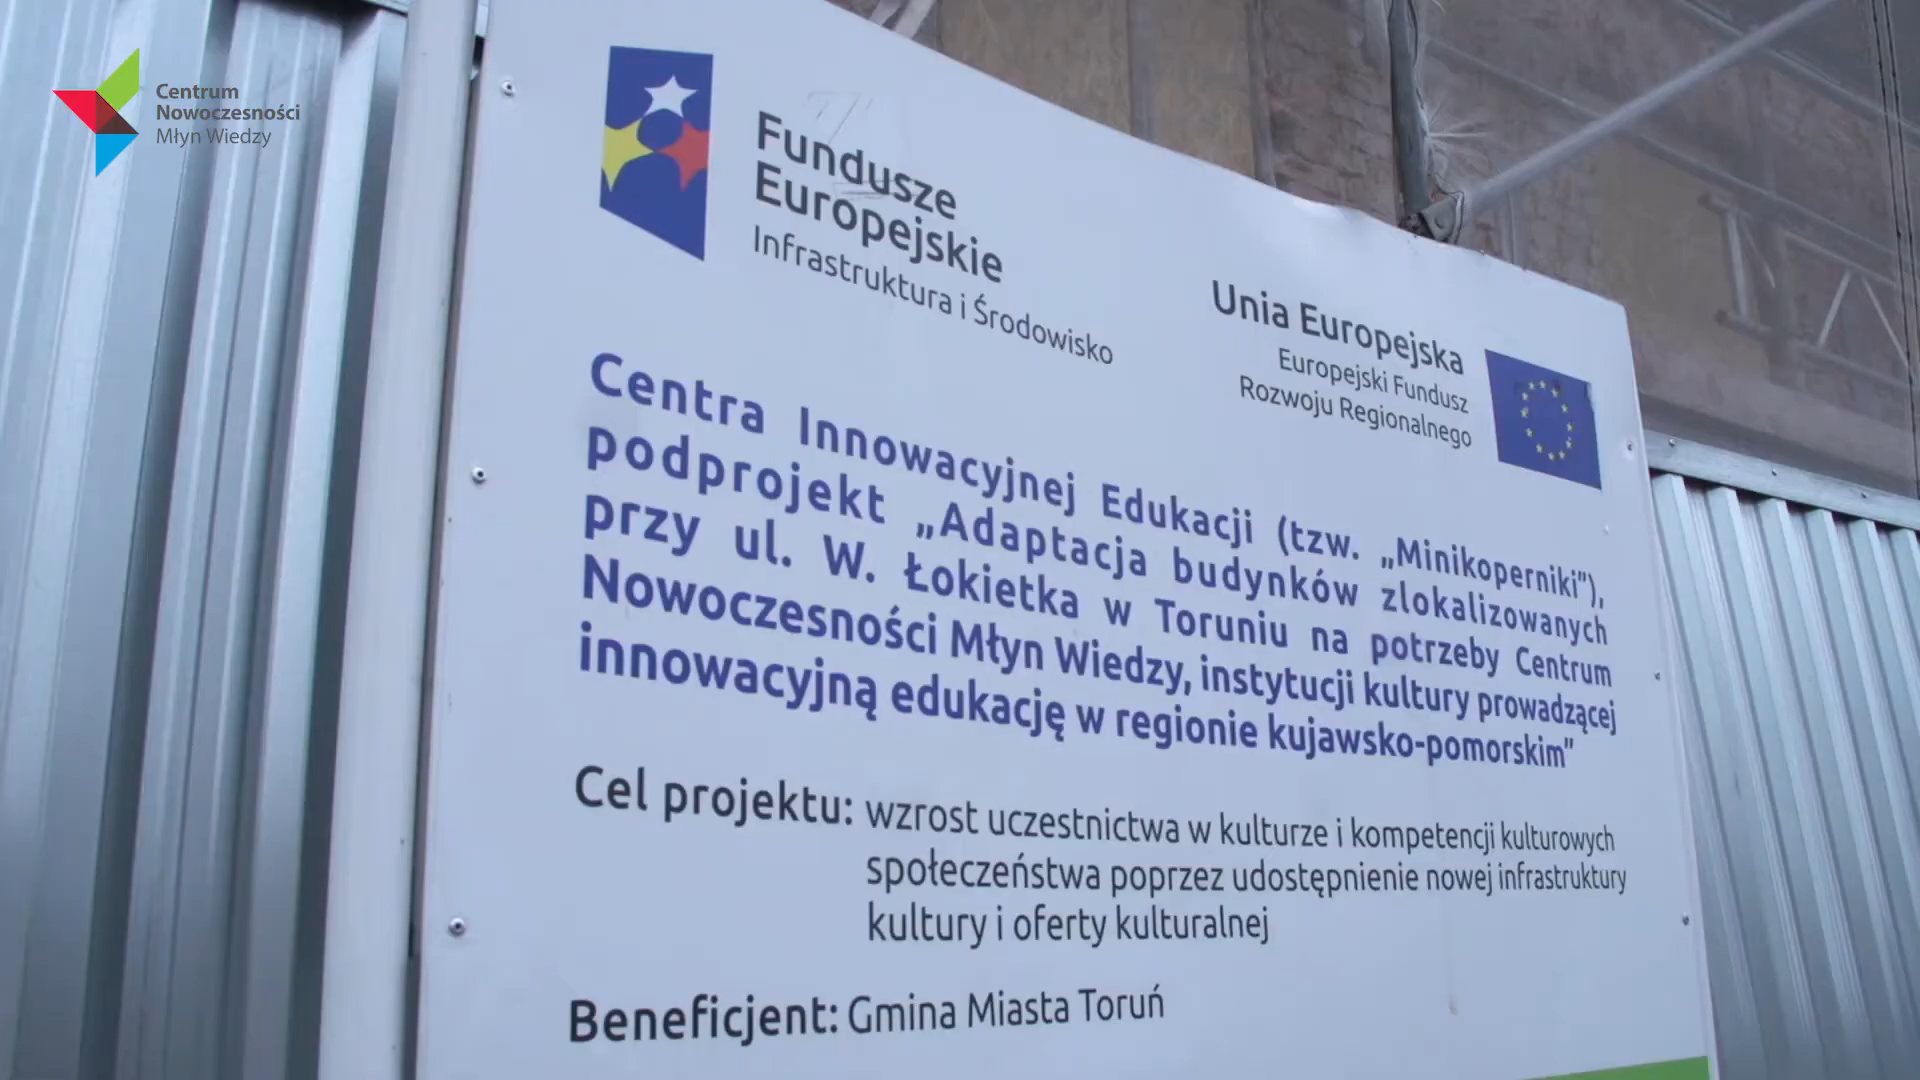 Centrum
Nowoczesności
Młyn Wiedzy
Fundusze
Europejskie
Infrastruktura i Środowisko
Unia Europejska
Europejski Fundusz
Rozwoju Regionalnego
Centra Innowacyjnej Edukacji (tzw. „Minikoperniki”),
podprojekt „Adaptacja budynków zlokalizowanych
przy ul. W. Łokietka w Toruniu na potrzeby Centrum
Nowoczesności Młyn Wiedzy, instytucji kultury prowadzącej
innowacyjną edukację w regionie kujawsko-pomorskim”
Cel projektu: wzrost uczestnictwa w kulturze i kompetencji kulturowych
społeczeństwa poprzez udostępnienie nowej infrastruktury
kultury i oferty kulturalnej
Beneficjent: Gmina Miasta Toruń